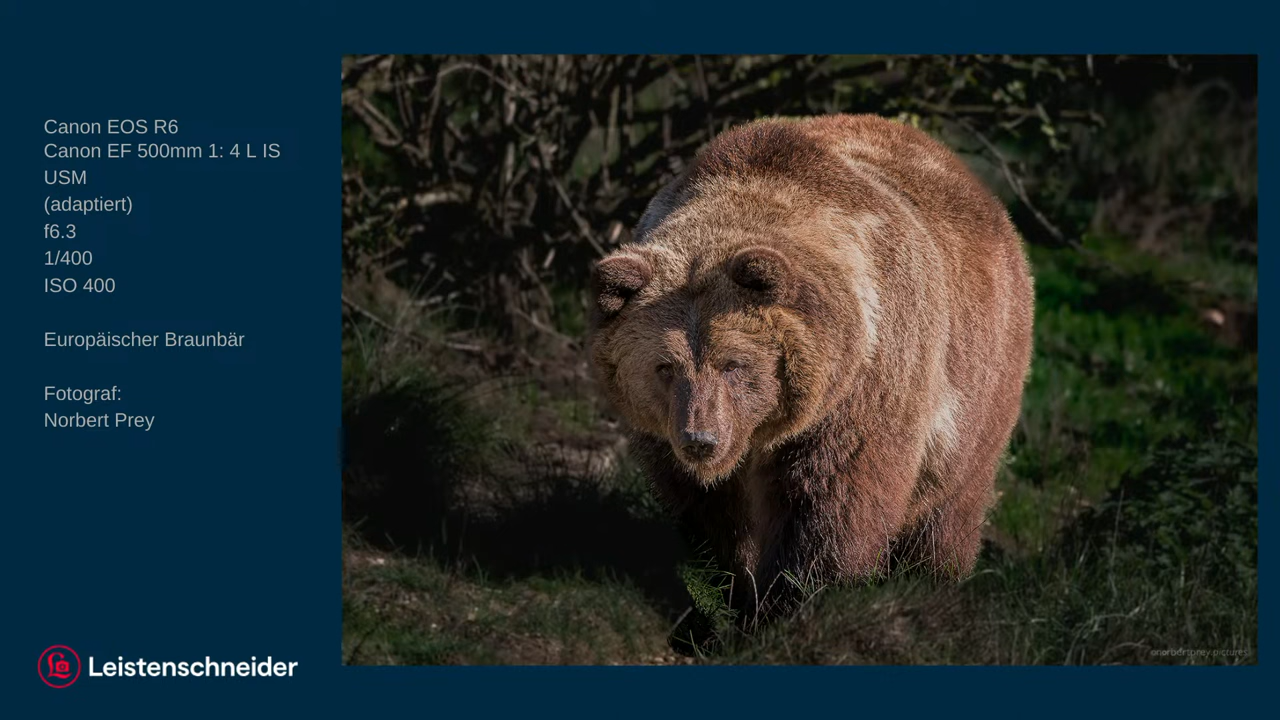 Canon EOS R6
Canon EF 500mm 1: 4 L IS
USM
(adaptiert)
f6.3
1/400
ISO 400
Europäischer Braunbär
Fotograf:
Norbert Prey
Leistenschneider